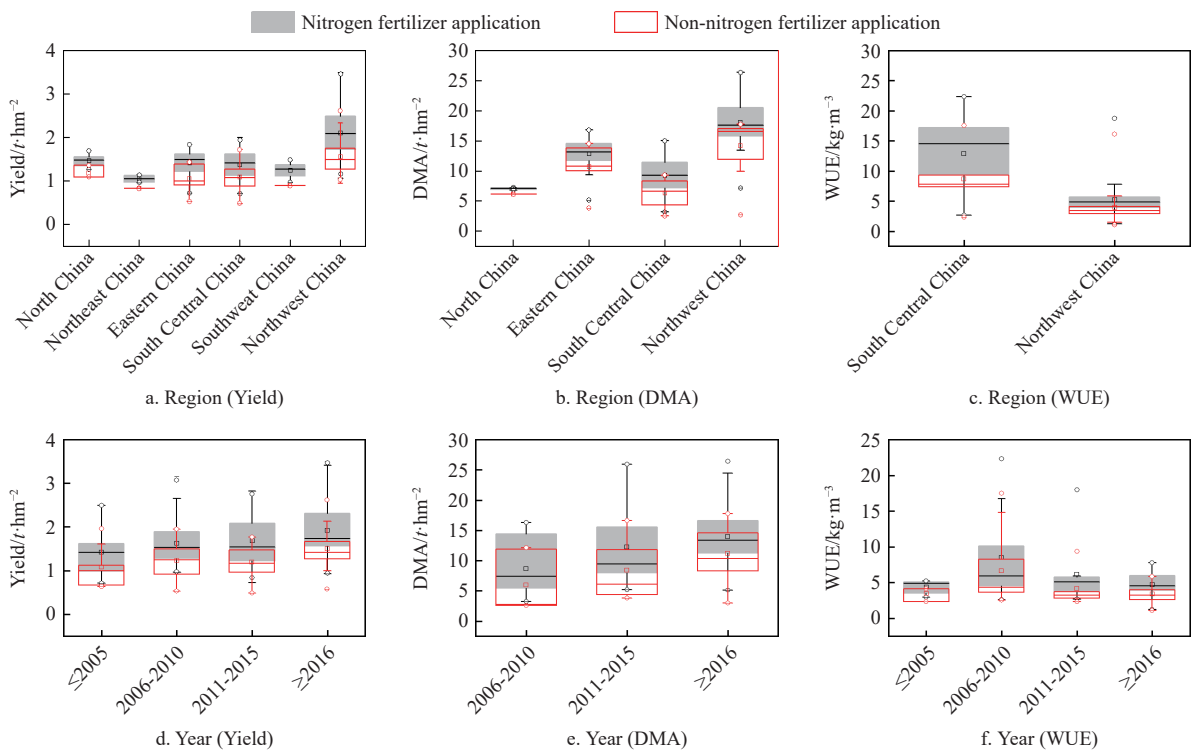 Nitrogen fertilizer application Non-nitrogen fertilizer application
Yield/t·hm⁻²
4
3
2
1
0
North China
Northeast China
Eastern China
South Central China
Southweat China
Northwest China
a. Region (Yield)
DMA/t·hm⁻²
30
25
20
15
10
5
0
North China
Eastern China
South Central China
Northwest China
b. Region (DMA)
WUE/kg·m⁻³
30
25
20
15
10
5
0
South Central China
Northwest China
c. Region (WUE)
Yield/t·hm⁻²
4
3
2
1
0
≤2005
2006-2010
2011-2015
≥2016
d. Year (Yield)
DMA/t·hm⁻²
30
25
20
15
10
5
0
2006-2010
2011-2015
≥2016
e. Year (DMA)
WUE/kg·m⁻³
25
20
15
10
5
0
≤2005
2006-2010
2011-2015
≥2016
f. Year (WUE)